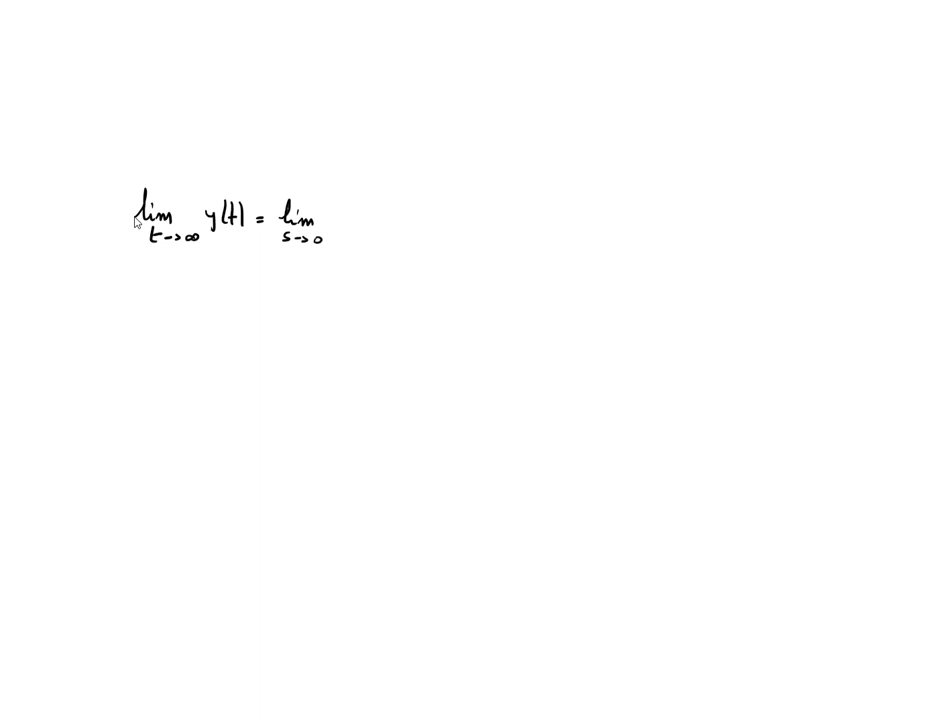 lim y(t) = lim
t->∞ s->0